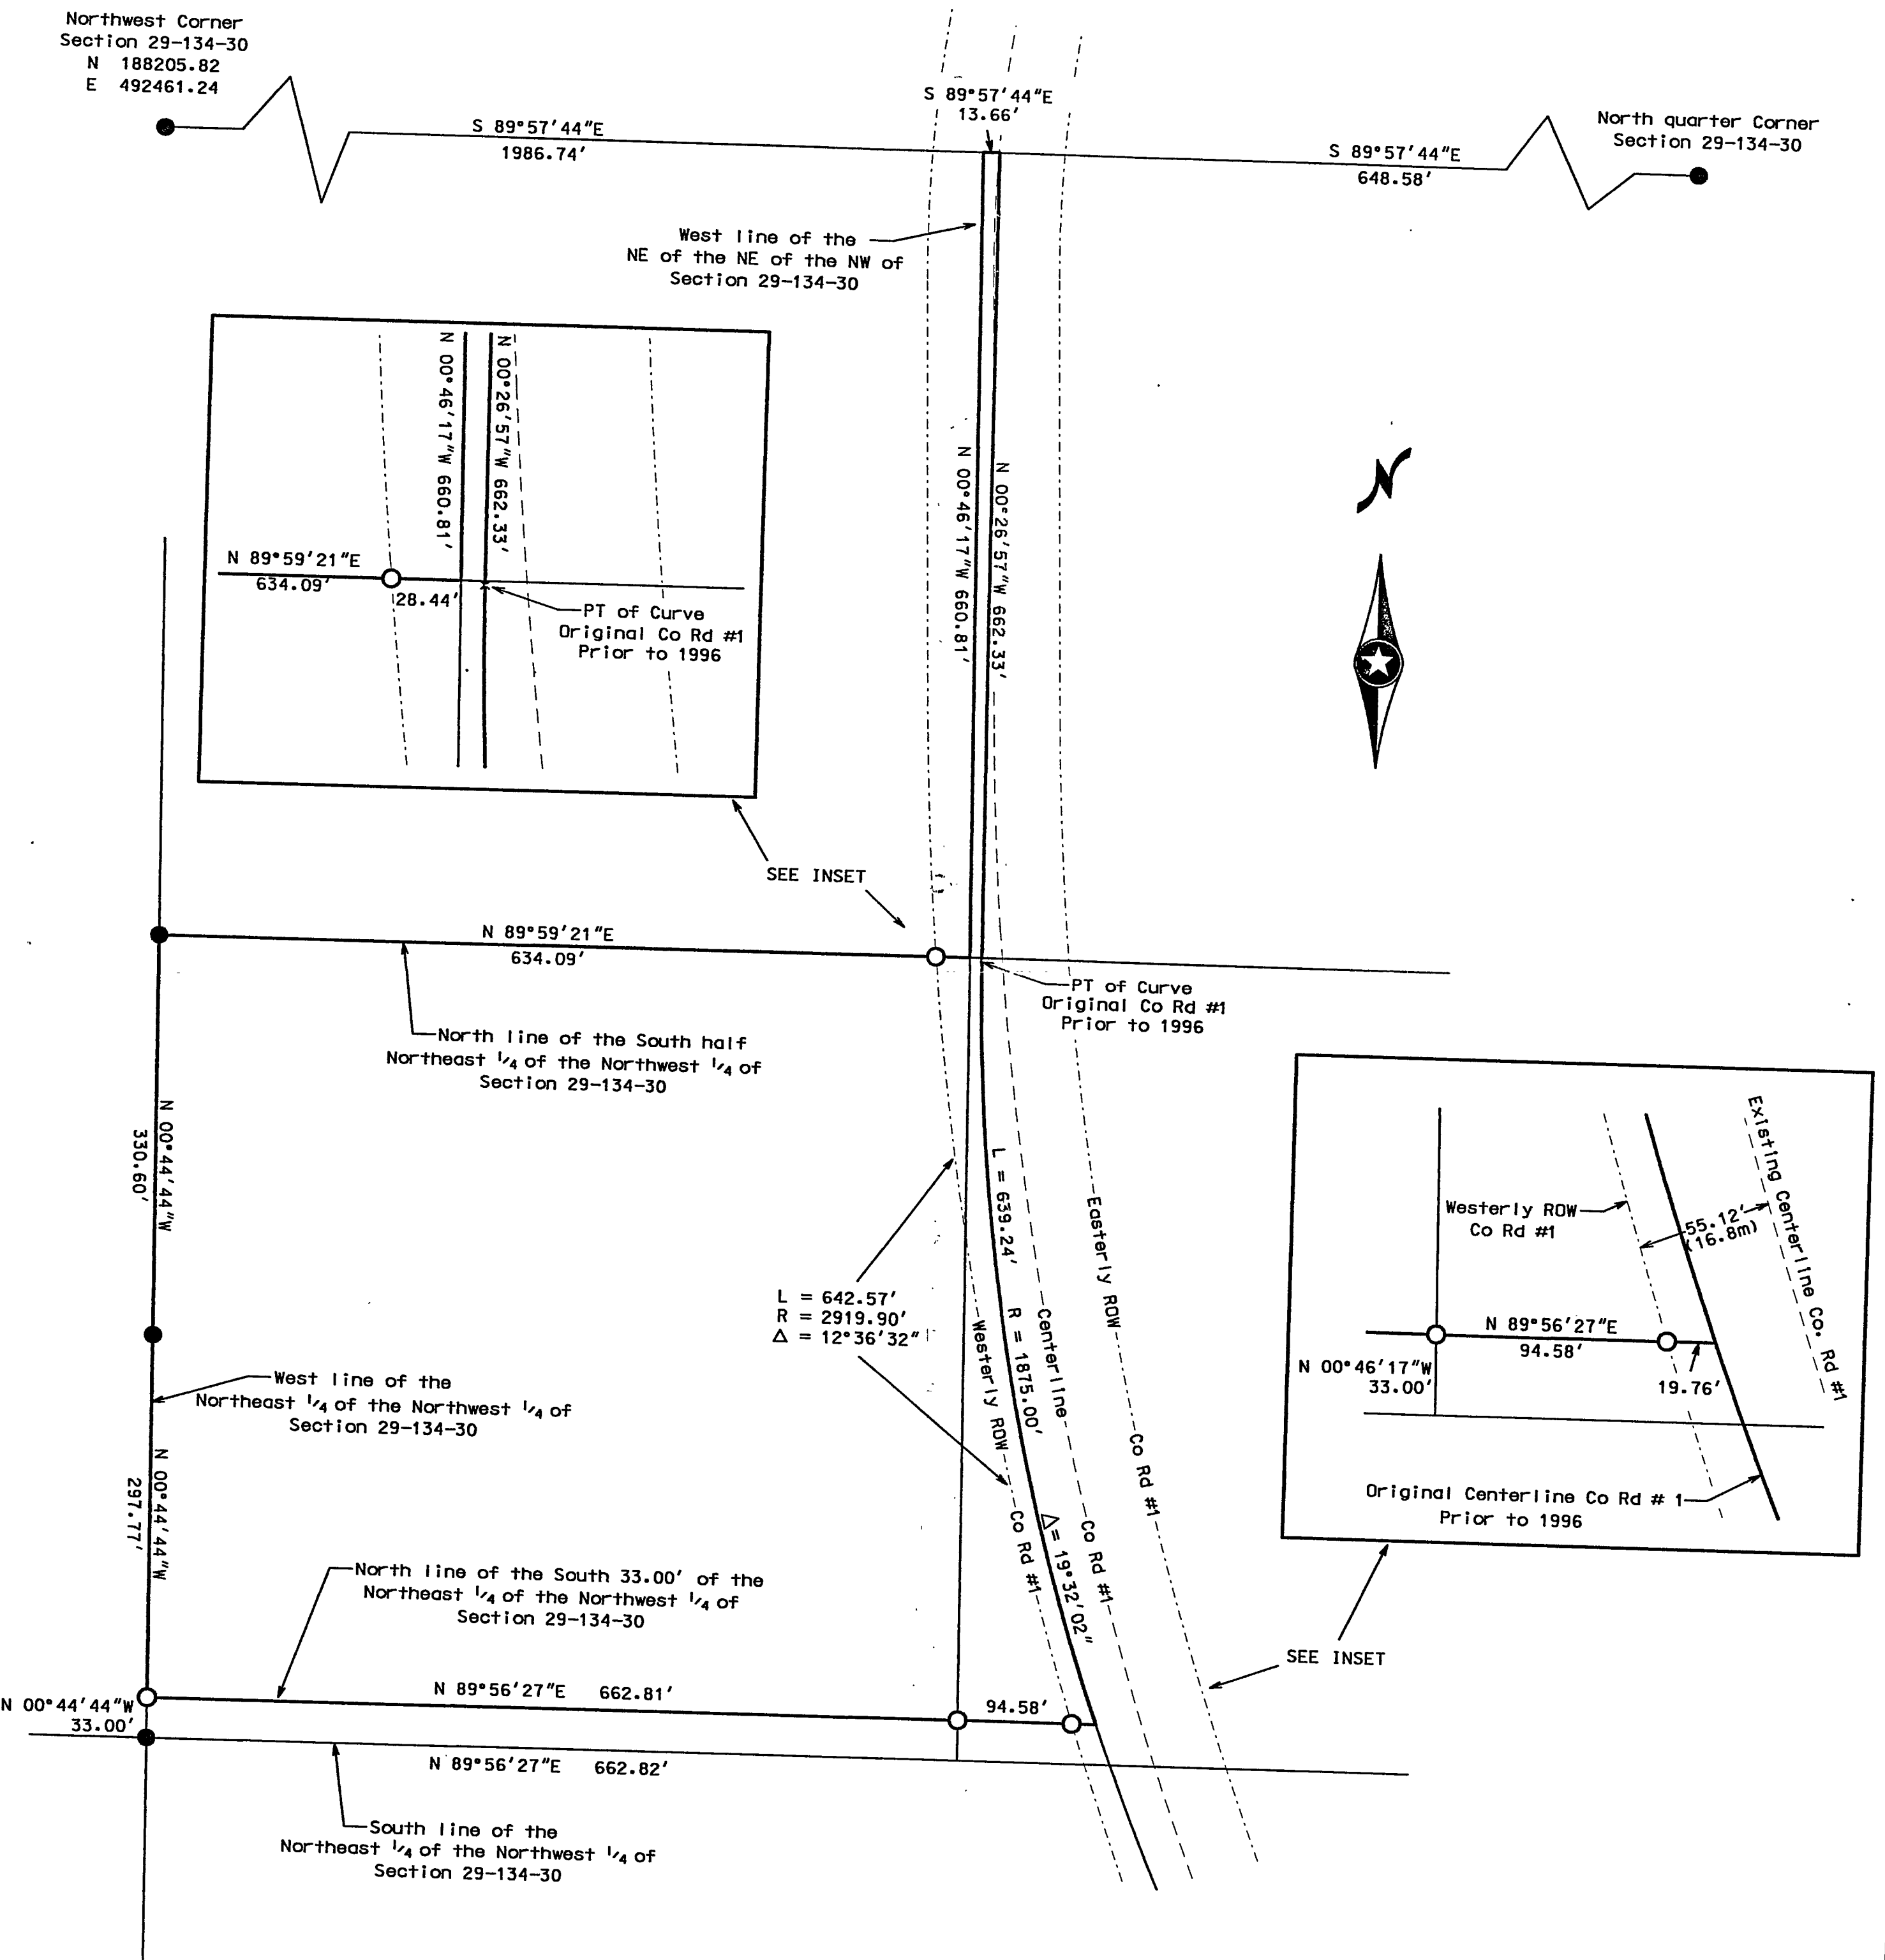 Northwest Corner
Section 29-134-30
N 188205.82
E 492461.24
S 89°57'44"E
1986.74'
S 89°57'44"E
13.66'
S 89°57'44"E
648.58'
North quarter Corner
Section 29-134-30
West line of the
NE of the NE of the NW of
Section 29-134-30
N 00°46'17"W 660.81'
N 00°26'57"W 662.33'
N 89°59'21"E
634.09'
28.44'
PT of Curve
Original Co Rd #1
Prior to 1996
N 00°46'17"W 660.81'
N 00°26'57"W 662.33'
N
SEE INSET
N 89°59'21"E
634.09'
PT of Curve
Original Co Rd #1
Prior to 1996
North line of the South half
Northeast 1/4 of the Northwest 1/4 of
Section 29-134-30
N 00°44'44"W
330.60'
L = 639.24' R = 1875.00' Δ = 19°32'02"
Easterly ROW Co Rd #1
Centerline Co Rd #1
Westerly ROW Co Rd #1
L = 642.57'
R = 2919.90'
Δ = 12°36'32"
Existing Centerline Co. Rd #1
Westerly ROW
Co Rd #1
55.12'
(16.8m)
N 89°56'27"E
94.58'
N 00°46'17"W
33.00'
19.76'
Original Centerline Co Rd # 1
Prior to 1996
SEE INSET
West line of the
Northeast 1/4 of the Northwest 1/4 of
Section 29-134-30
N 00°44'44"W
297.77'
North line of the South 33.00' of the
Northeast 1/4 of the Northwest 1/4 of
Section 29-134-30
N 00°44'44"W
33.00'
N 89°56'27"E 662.81'
94.58'
N 89°56'27"E 662.82'
South line of the
Northeast 1/4 of the Northwest 1/4 of
Section 29-134-30